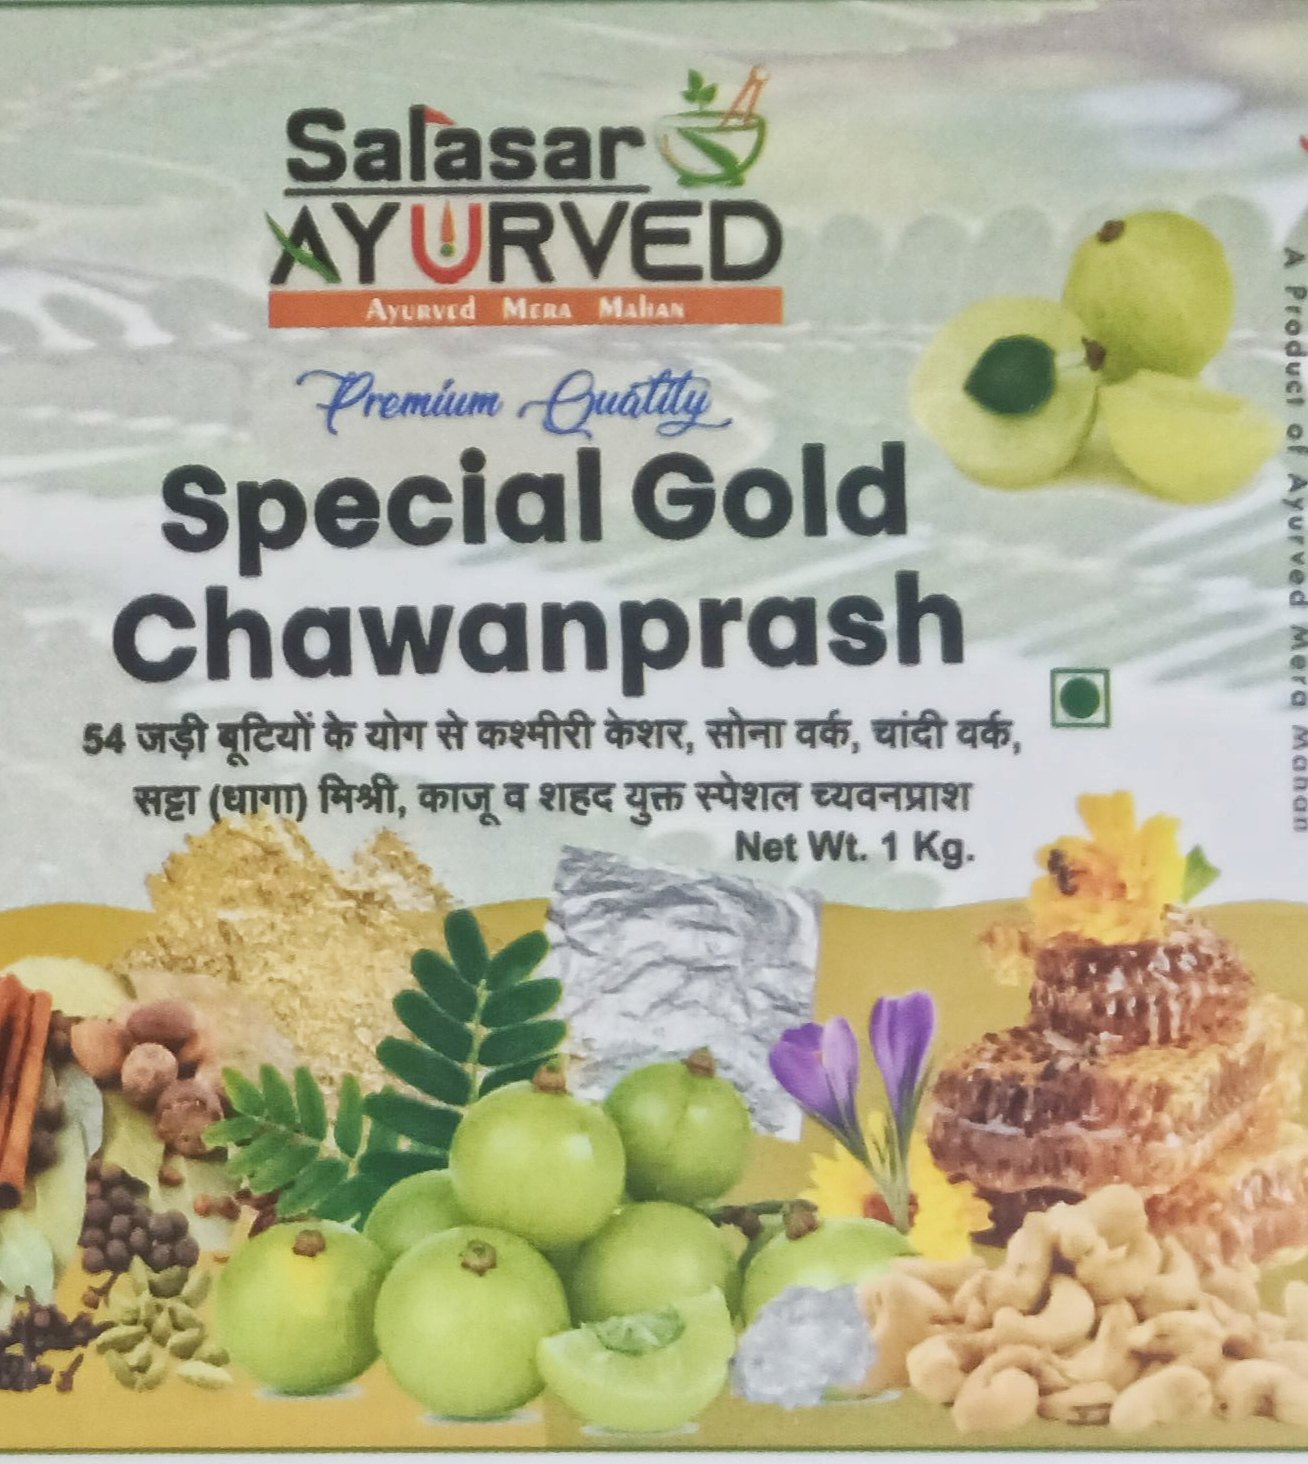 Salasar
AYURVED
Ayurved Mera Mahan
Premium Quality
Special Gold
Chawanprash
54 जड़ी बूटियों के योग से कश्मीरी केशर, सोना वर्क, चांदी वर्क,
सट्टा (धागा) मिश्री, काजू व शहद युक्त स्पेशल च्यवनप्राश
Net Wt. 1 Kg.
A Product of Ayurved Mera Mahan